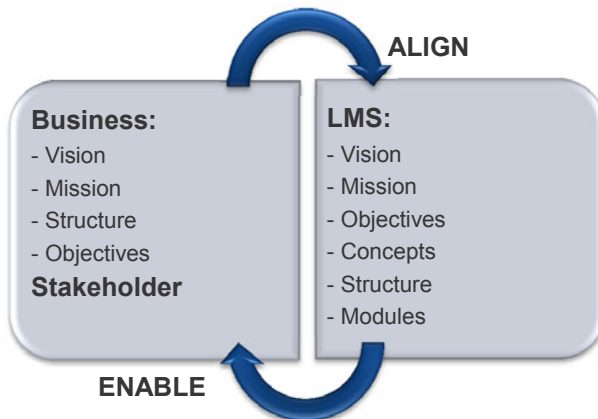 ALIGN
Business:
- Vision
- Mission
- Structure
- Objectives
Stakeholder
LMS:
- Vision
- Mission
- Objectives
- Concepts
- Structure
- Modules
ENABLE